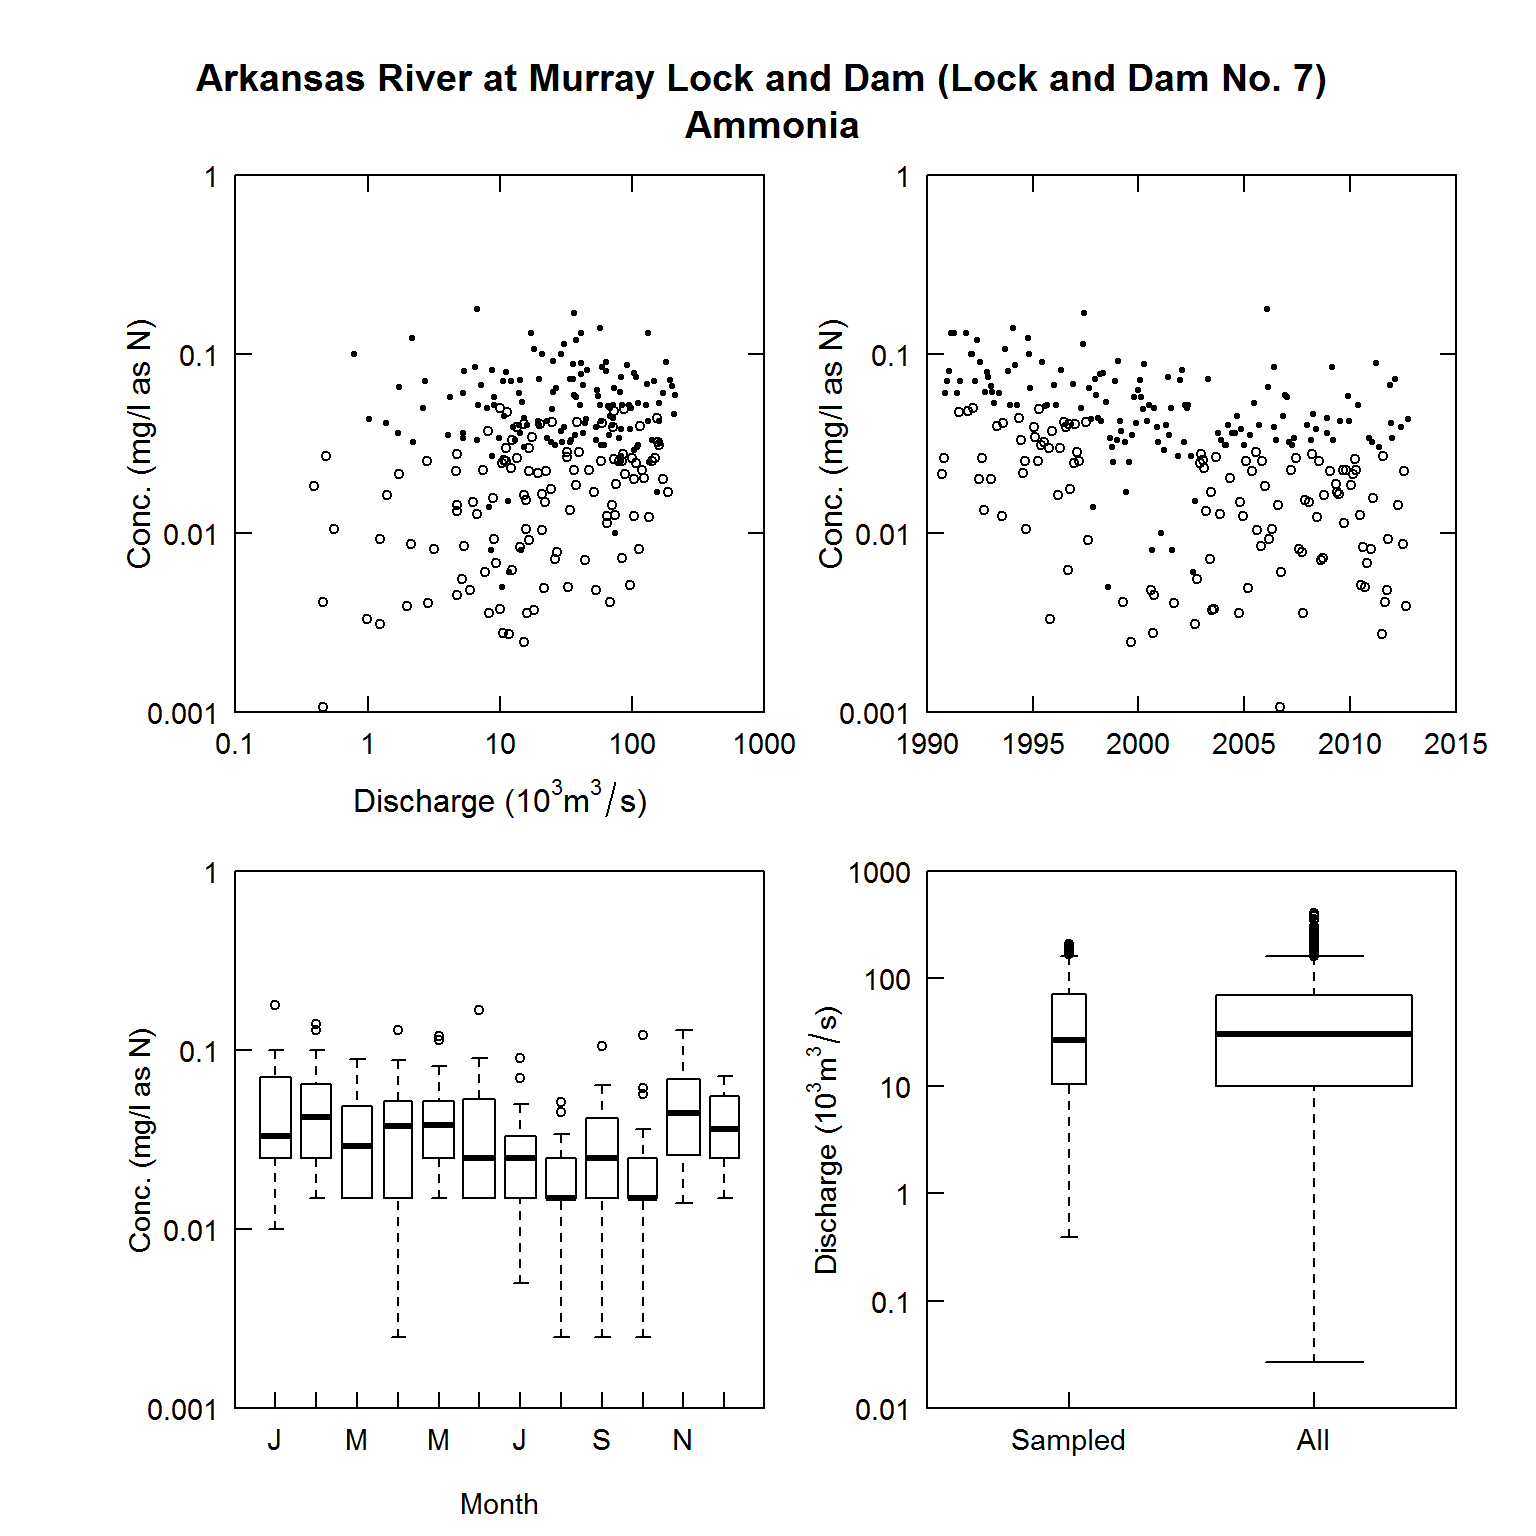 Arkansas River at Murray Lock and Dam (Lock and Dam No. 7)
Ammonia
Conc. (mg/l as N)
1
0.1
0.01
0.001
0.1 1 10 100 1000
Discharge (10³m³/s)
Conc. (mg/l as N)
1
0.1
0.01
0.001
1990 1995 2000 2005 2010 2015
Conc. (mg/l as N)
1
0.1
0.01
0.001
J M M J S N
Month
Discharge (10³m³/s)
1000
100
10
1
0.1
0.01
Sampled All